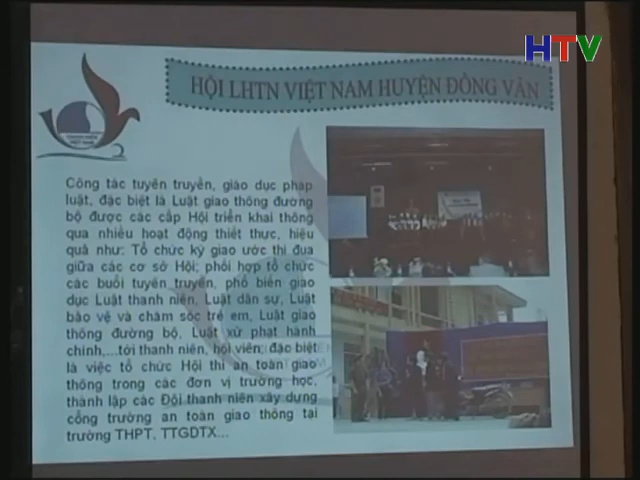 HTV
HỘI LHTN VIỆT NAM HUYỆN ĐỒNG VĂN
Công tác tuyên truyền, giáo dục pháp
luật, đặc biệt là Luật giao thông đường
bộ được các cấp Hội triển khai thông
qua nhiều hoạt động thiết thực, hiệu
quả như: Tổ chức ký giao ước thi đua
giữa các cơ sở Hội; phối hợp tổ chức
các buổi tuyên truyền, phổ biến giáo
dục Luật thanh niên, Luật dân sự, Luật
bảo vệ và chăm sóc trẻ em, Luật giao
thông đường bộ, Luật xử phạt hành
chính,...tới thanh niên, hội viên; đặc biệt
là việc tổ chức Hội thi an toàn giao
thông trong các đơn vị trường học,
thành lập các Đội thanh niên xây dựng
cổng trường an toàn giao thông tại
trường THPT, TTGDTX...